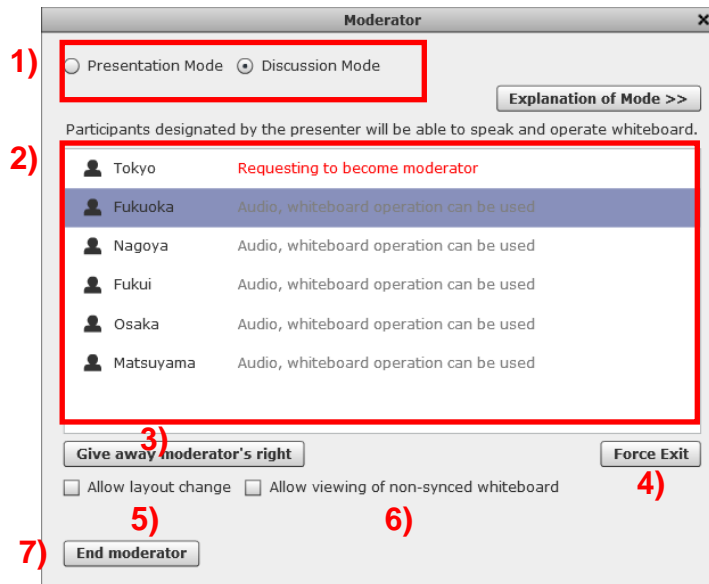 Moderator ×
1) Presentation Mode Discussion Mode
Explanation of Mode >>
Participants designated by the presenter will be able to speak and operate whiteboard.
2) Tokyo Requesting to become moderator
Fukuoka Audio, whiteboard operation can be used
Nagoya Audio, whiteboard operation can be used
Fukui Audio, whiteboard operation can be used
Osaka Audio, whiteboard operation can be used
Matsuyama Audio, whiteboard operation can be used
3)
Give away moderator's right Force Exit
4)
Allow layout change Allow viewing of non-synced whiteboard
5) 6)
7) End moderator